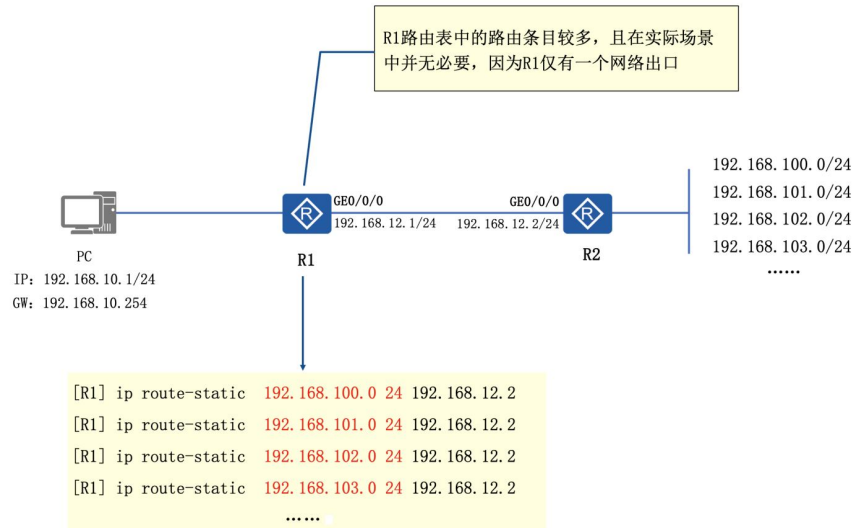 R1路由表中的路由条目较多，且在实际场景
中并无必要，因为R1仅有一个网络出口
192.168.100.0/24
192.168.101.0/24
192.168.102.0/24
192.168.103.0/24
……
GE0/0/0
192.168.12.1/24
GE0/0/0
192.168.12.2/24
R
R
R1
R2
PC
IP：192.168.10.1/24
GW：192.168.10.254
[R1] ip route-static 192.168.100.0 24 192.168.12.2
[R1] ip route-static 192.168.101.0 24 192.168.12.2
[R1] ip route-static 192.168.102.0 24 192.168.12.2
[R1] ip route-static 192.168.103.0 24 192.168.12.2
……